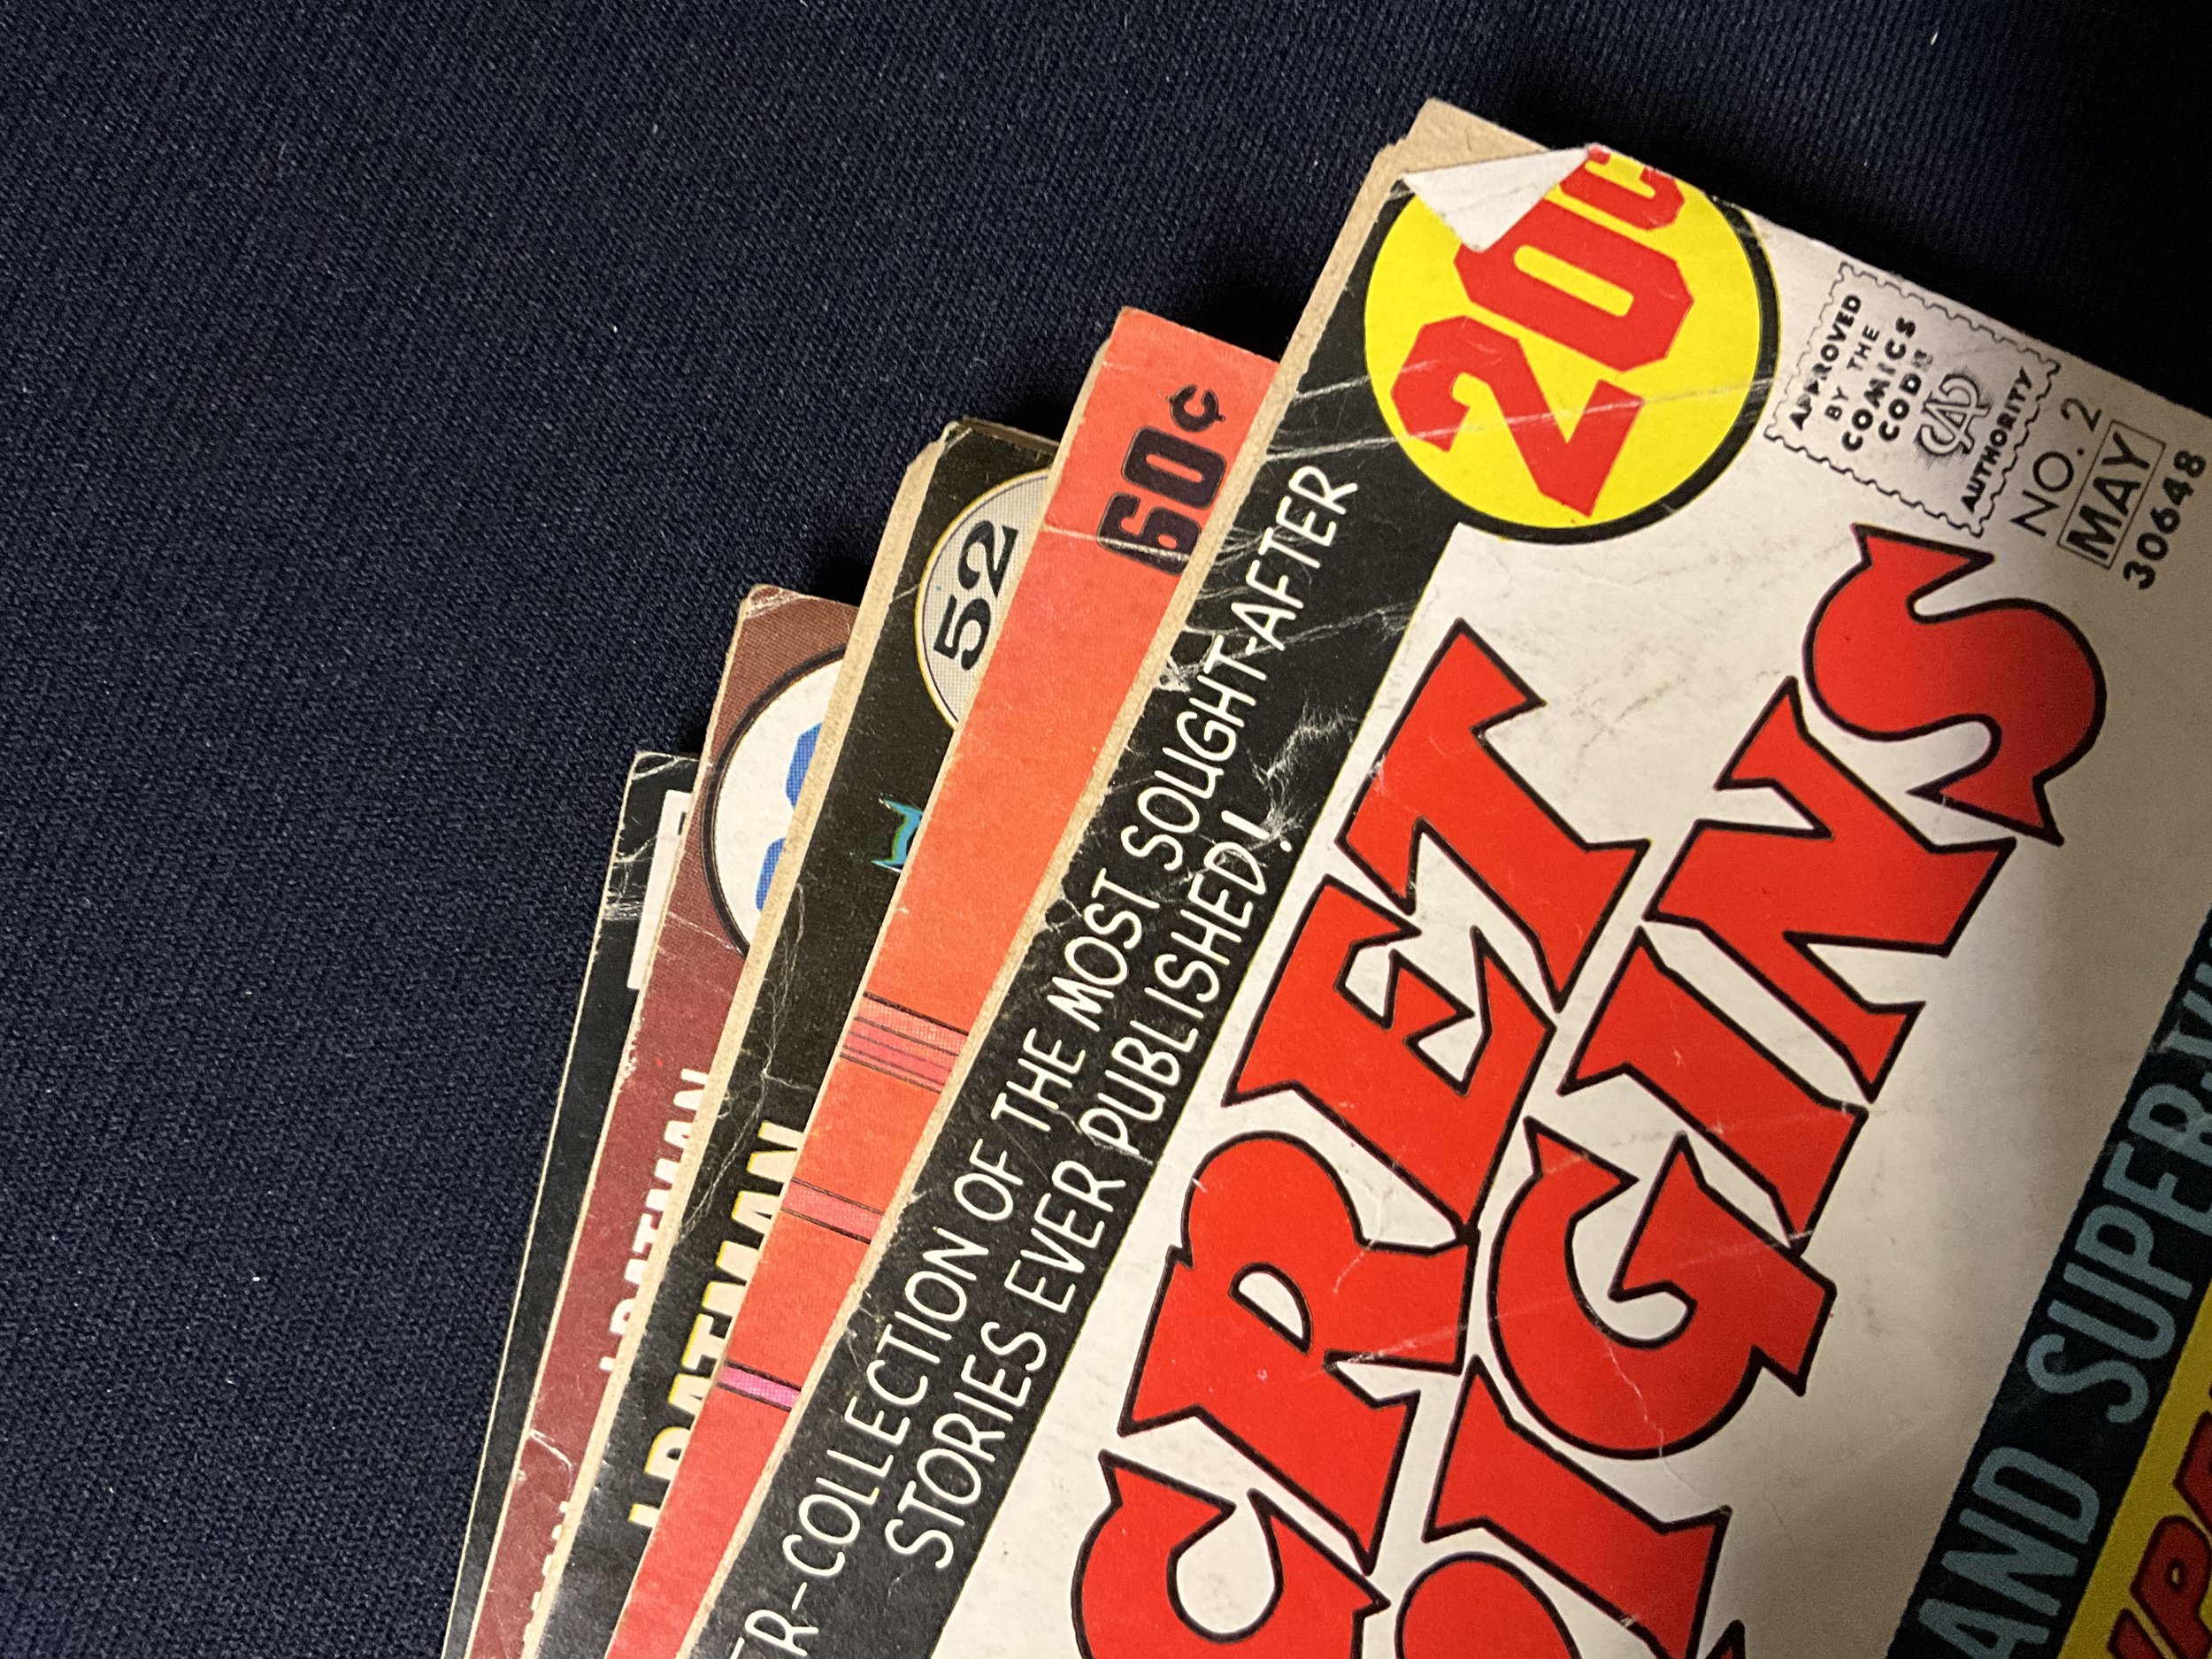 20¢
APPROVED
BY THE
COMICS
CODE
CA
AUTHORITY
NO. 2
MAY
30648
ER-COLLECTION OF THE MOST SOUGHT-AFTER
STORIES EVER PUBLISHED!
CRET
IGINS
AND SUPER-V
60¢
52
BATMAN
BATMAN